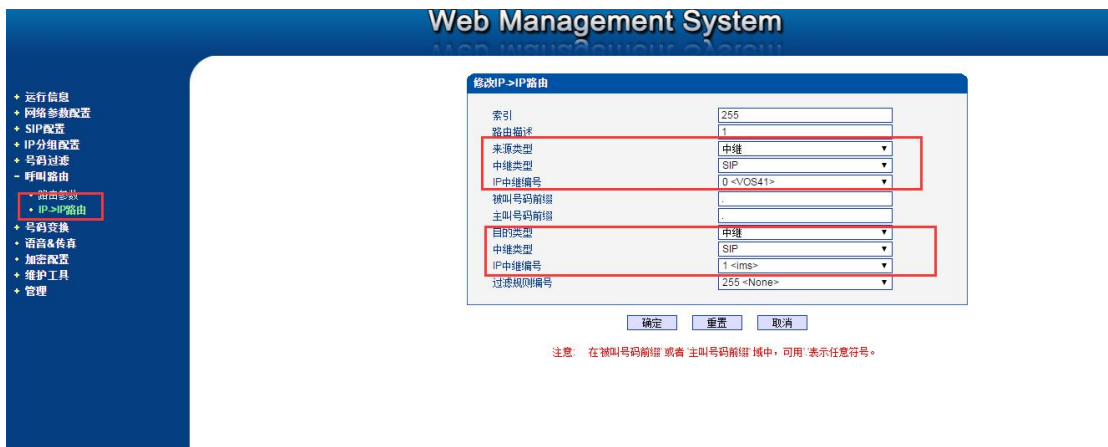 Web Management System
+ 运行信息
+ 网络参数配置
+ SIP配置
+ IP分组配置
+ 号码过滤
- 呼叫路由
• 路由参数
• IP->IP路由
+ 号码变换
• 语音&传真
• 加密配置
+ 维护工具
+ 管理
修改IP->IP路由
索引 255
路由描述 1
来源类型 中继
中继类型 SIP
IP中继编号 0 <VOS41>
被叫号码前缀 .
主叫号码前缀 .
目的类型 中继
中继类型 SIP
IP中继编号 1 <ims>
过滤规则编号 255 <None>
确定 重置 取消
注意: 在'被叫号码前缀'或者'主叫号码前缀'域中，可用'.'表示任意符号。